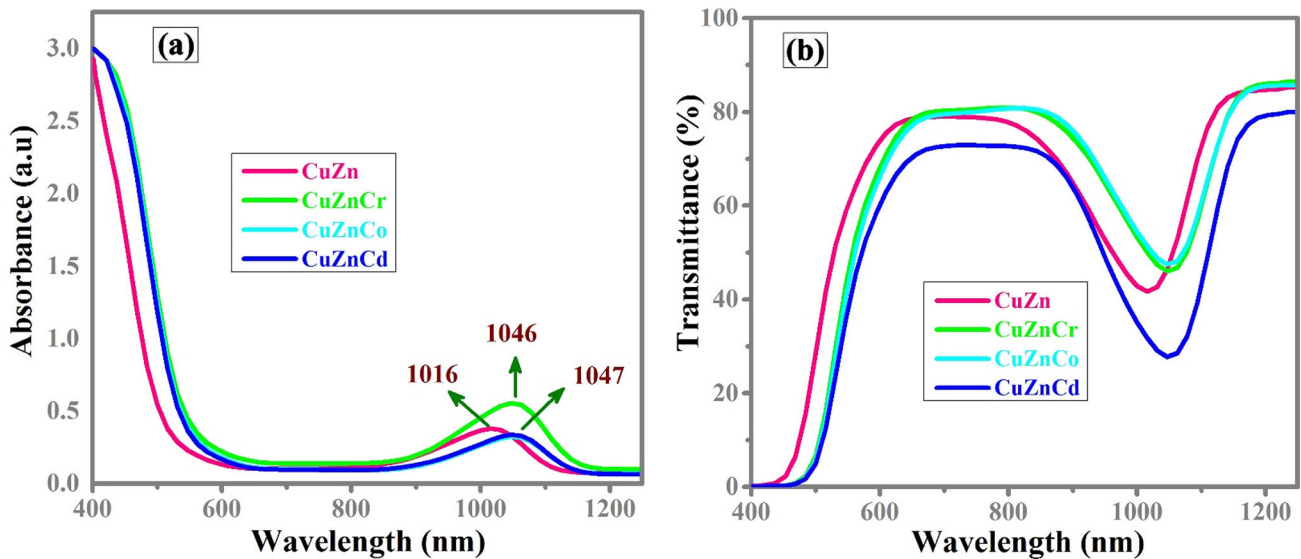 (a)
Absorbance (a.u)
3.0
2.5
2.0
1.5
1.0
0.5
0.0
CuZn
CuZnCr
CuZnCo
CuZnCd
1046
1016
1047
400
600
800
1000
1200
Wavelength (nm)
(b)
Transmittance (%)
100
80
60
40
20
0
CuZn
CuZnCr
CuZnCo
CuZnCd
400
600
800
1000
1200
Wavelength (nm)